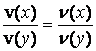 𝐯(x)/𝐯(y) = 𝝂(x)/𝝂(y)